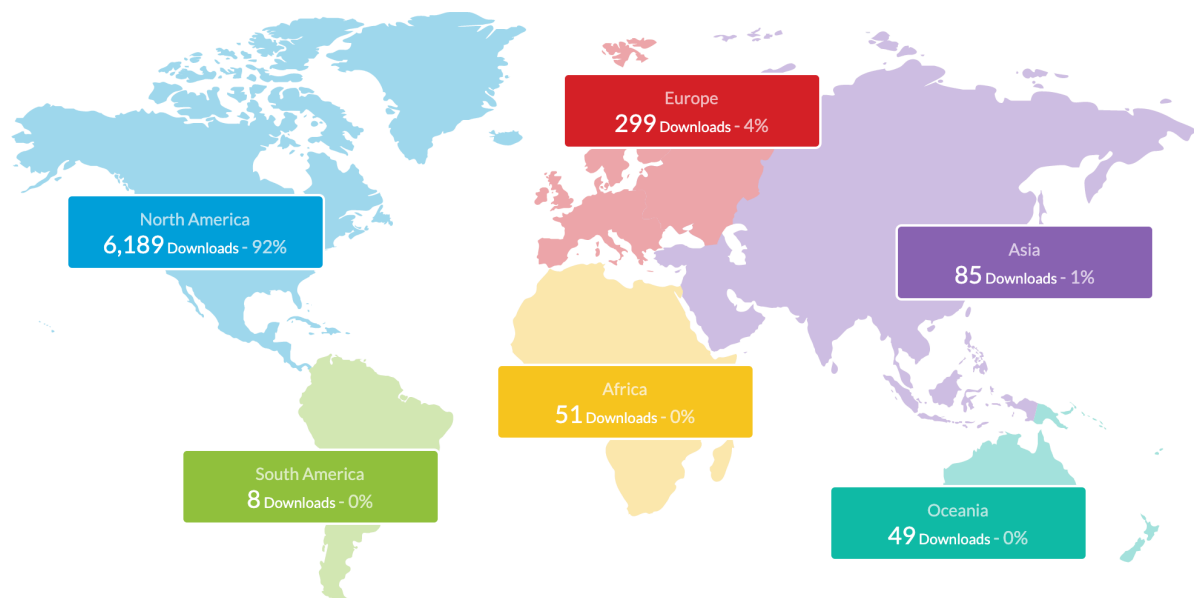 Europe
299 Downloads - 4%
North America
6,189 Downloads - 92%
Asia
85 Downloads - 1%
Africa
51 Downloads - 0%
South America
8 Downloads - 0%
Oceania
49 Downloads - 0%